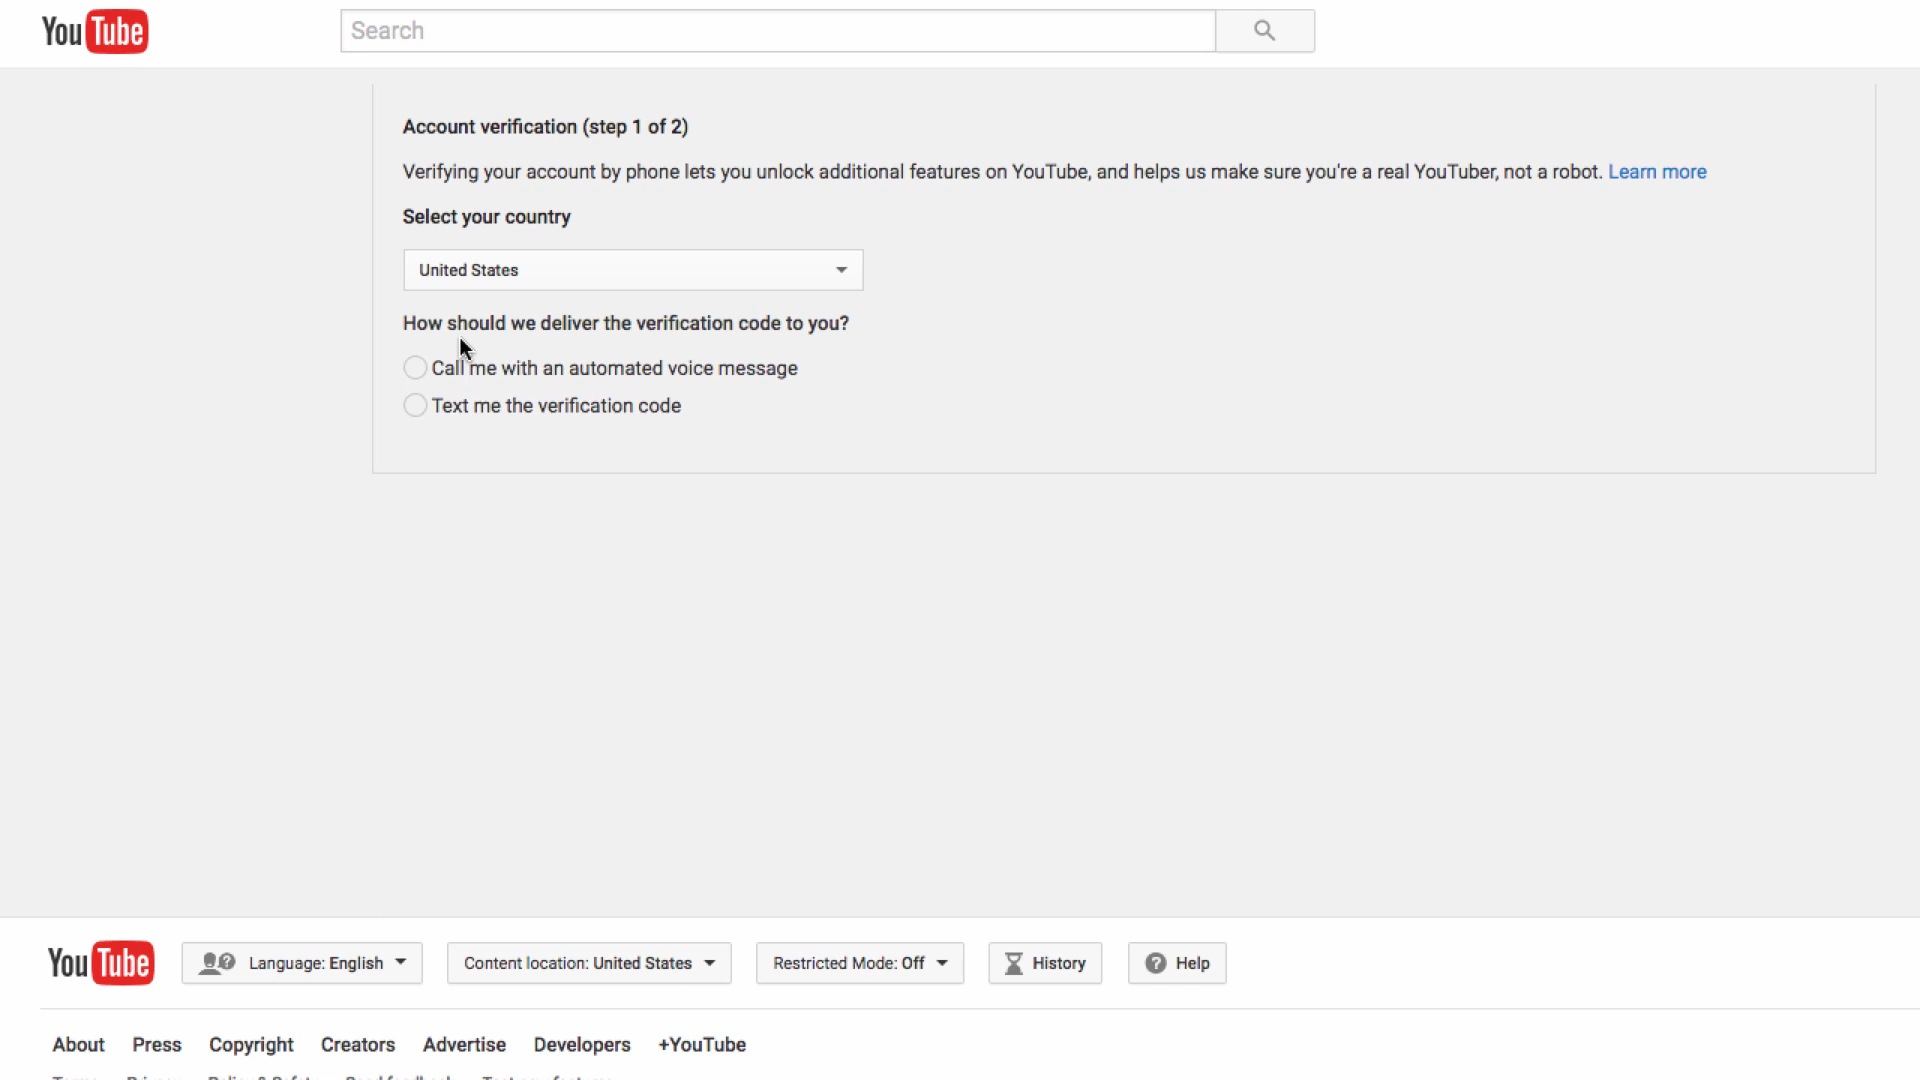 YouTube
Search
Account verification (step 1 of 2)
Verifying your account by phone lets you unlock additional features on YouTube, and helps us make sure you're a real YouTuber, not a robot. Learn more
Select your country
United States
How should we deliver the verification code to you?
Call me with an automated voice message
Text me the verification code
YouTube Language: English Content location: United States Restricted Mode: Off History Help
About Press Copyright Creators Advertise Developers +YouTube